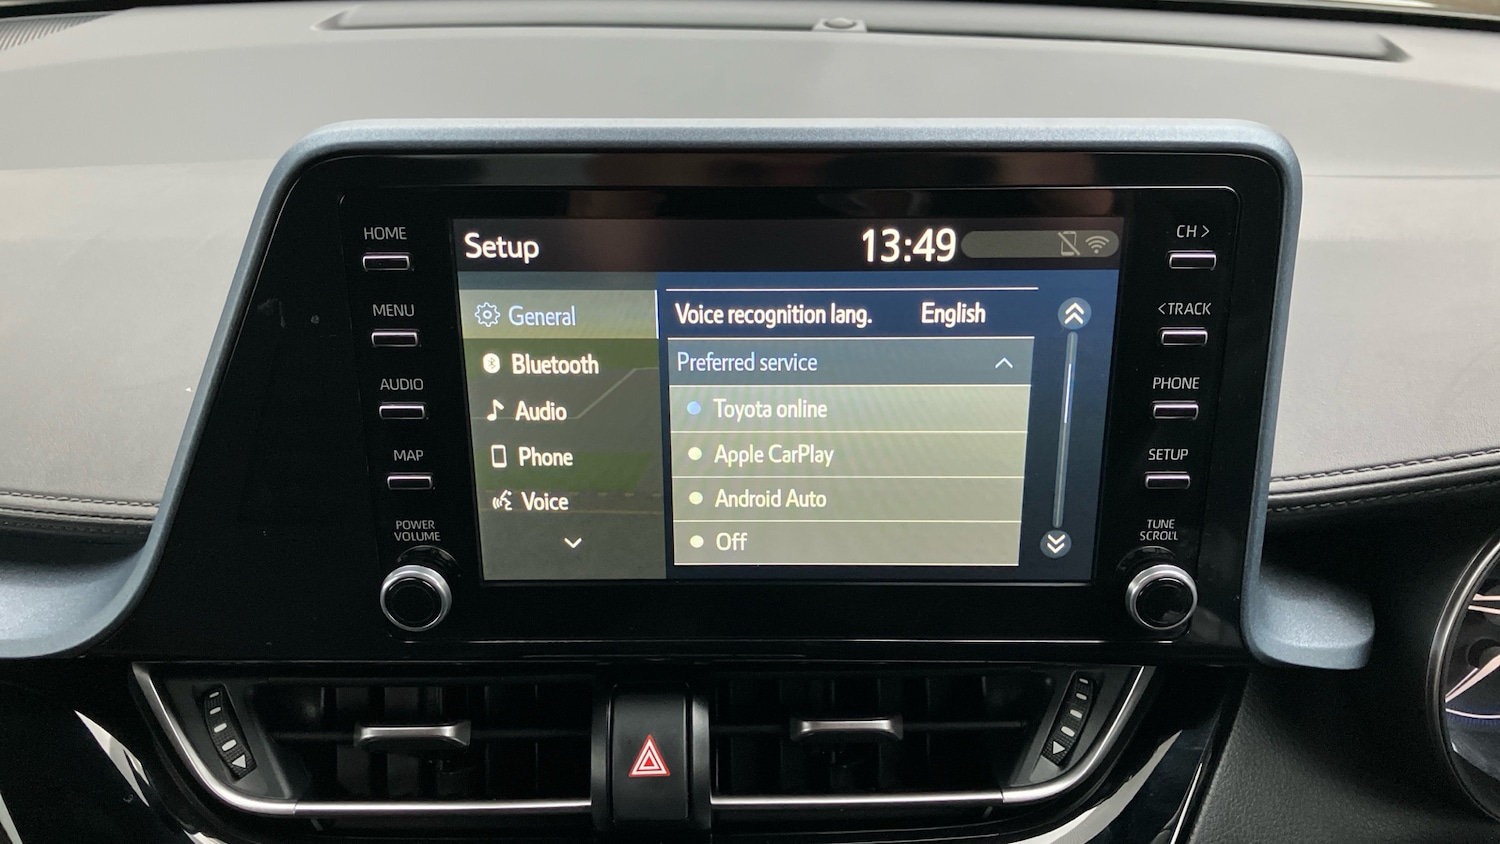 HOME
MENU
AUDIO
MAP
POWER
VOLUME
Setup
13:49
General
Bluetooth
Audio
Phone
Voice
Voice recognition lang. English
Preferred service
Toyota online
Apple CarPlay
Android Auto
Off
CH >
< TRACK
PHONE
SETUP
TUNE
SCROLL